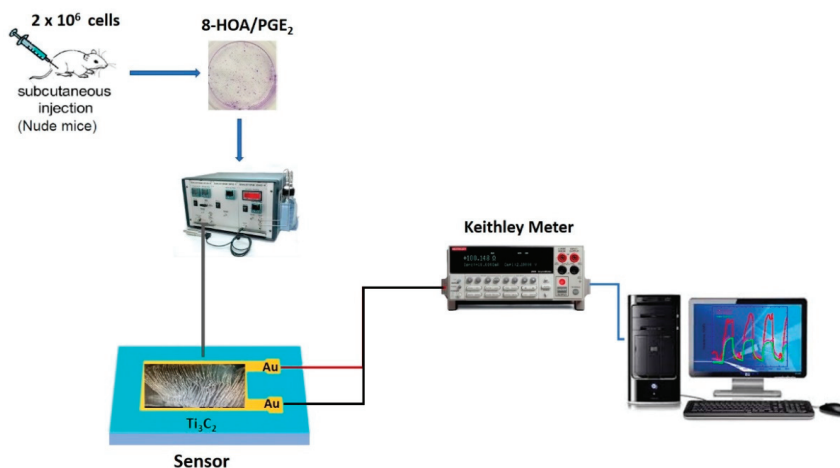 2 x 10⁶ cells
8-HOA/PGE₂
subcutaneous
injection
(Nude mice)
Keithley Meter
Au
Au
Ti₃C₂
Sensor